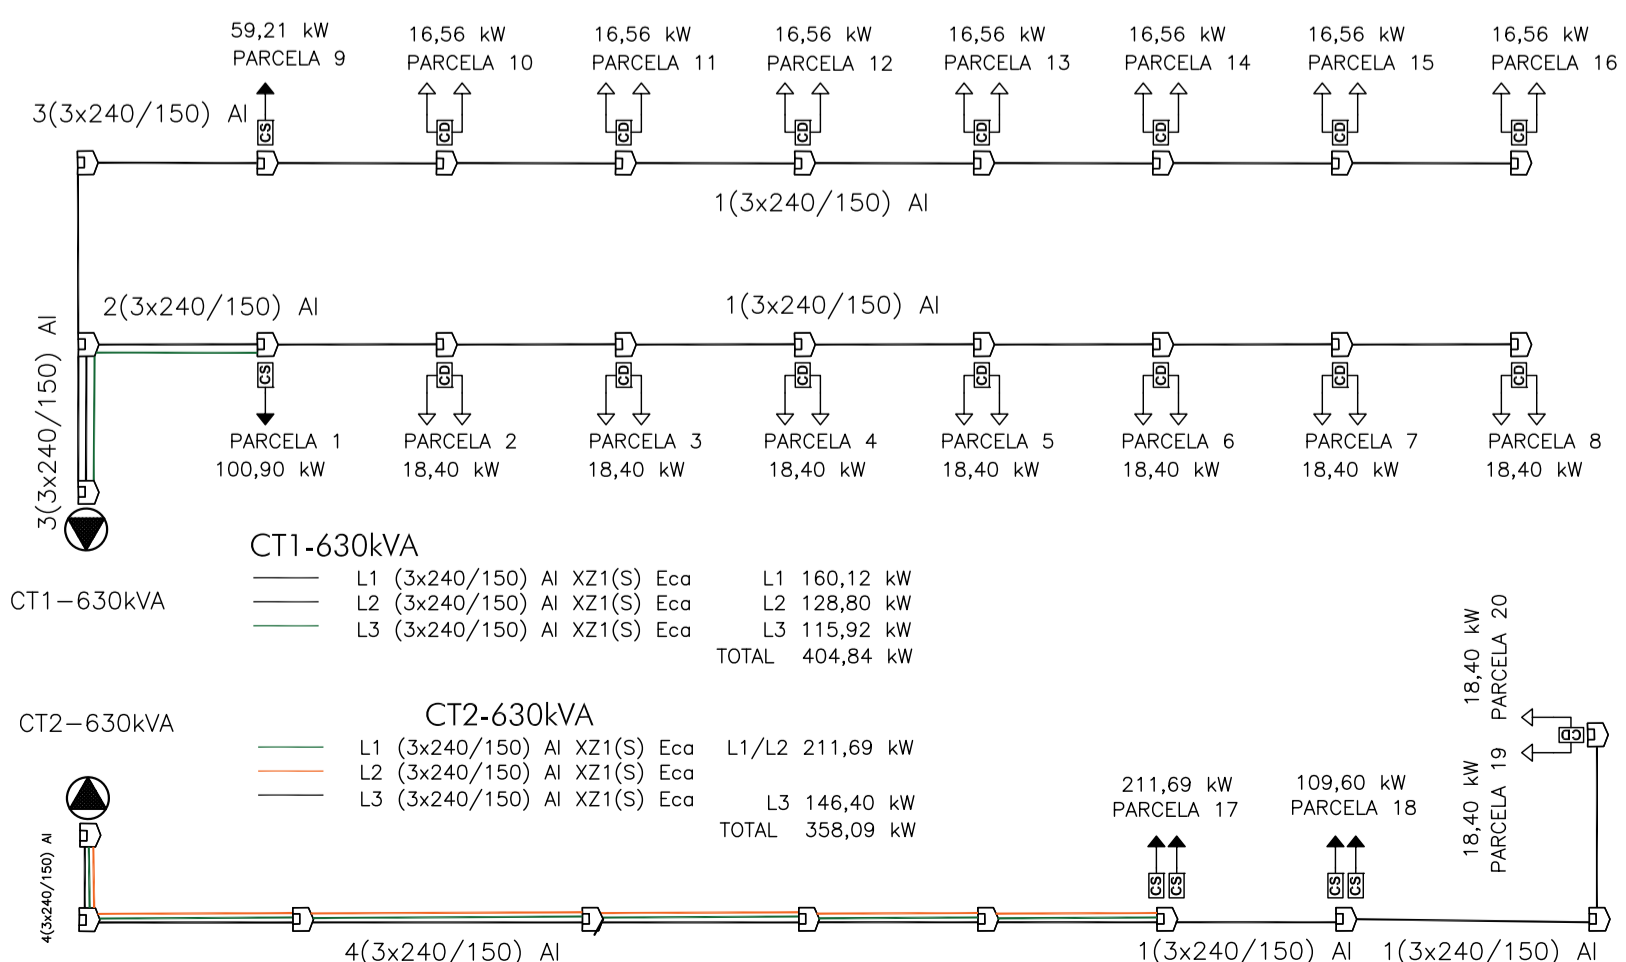 59,21 kW
PARCELA 9
16,56 kW
PARCELA 10
16,56 kW
PARCELA 11
16,56 kW
PARCELA 12
16,56 kW
PARCELA 13
16,56 kW
PARCELA 14
16,56 kW
PARCELA 15
16,56 kW
PARCELA 16
3(3x240/150) Al
CS
CD
CD
CD
CD
CD
CD
CD
1(3x240/150) Al
2(3x240/150) Al
1(3x240/150) Al
3(3x240/150) Al
CS
CD
CD
CD
CD
CD
CD
CD
PARCELA 1
100,90 kW
PARCELA 2
18,40 kW
PARCELA 3
18,40 kW
PARCELA 4
18,40 kW
PARCELA 5
18,40 kW
PARCELA 6
18,40 kW
PARCELA 7
18,40 kW
PARCELA 8
18,40 kW
CT1-630kVA
CT1-630kVA
L1 (3x240/150) Al XZ1(S) Eca L1 160,12 kW
L2 (3x240/150) Al XZ1(S) Eca L2 128,80 kW
L3 (3x240/150) Al XZ1(S) Eca L3 115,92 kW
TOTAL 404,84 kW
CT2-630kVA
CT2-630kVA
L1 (3x240/150) Al XZ1(S) Eca L1/L2 211,69 kW
L2 (3x240/150) Al XZ1(S) Eca
L3 (3x240/150) Al XZ1(S) Eca L3 146,40 kW
TOTAL 358,09 kW
18,40 kW
PARCELA 20
CD
18,40 kW
PARCELA 19
211,69 kW
PARCELA 17
109,60 kW
PARCELA 18
CS
CS
CS
CS
4(3x240/150) Al
4(3x240/150) Al
1(3x240/150) Al
1(3x240/150) Al